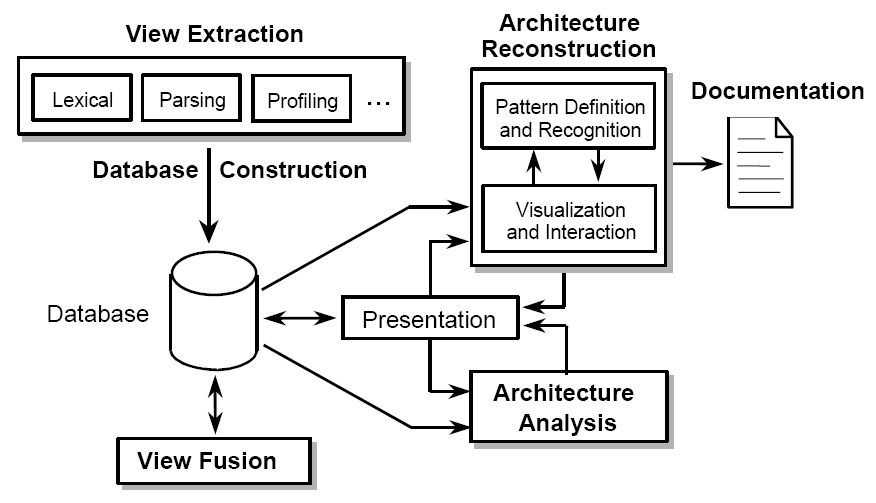 View Extraction
Lexical
Parsing
Profiling
...
Database Construction
Database
View Fusion
Presentation
Architecture
Reconstruction
Pattern Definition
and Recognition
Visualization
and Interaction
Documentation
Architecture
Analysis